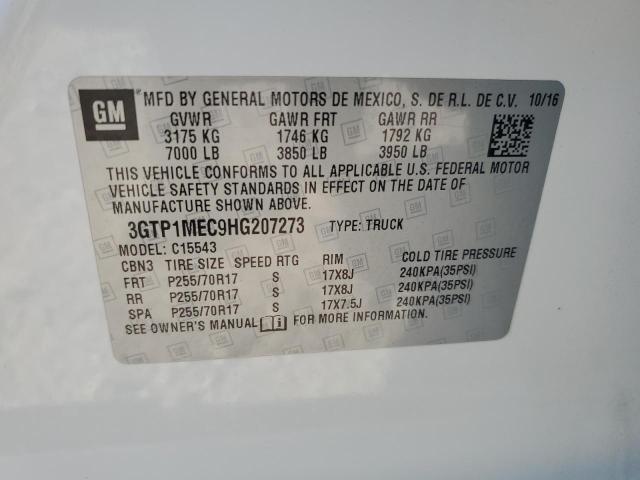 GM MFD BY GENERAL MOTORS DE MEXICO, S. DE R.L. DE C.V. 10/16
GVWR GAWR FRT GAWR RR
3175 KG 1746 KG 1792 KG
7000 LB 3850 LB 3950 LB
THIS VEHICLE CONFORMS TO ALL APPLICABLE U.S. FEDERAL MOTOR
VEHICLE SAFETY STANDARDS IN EFFECT ON THE DATE OF
MANUFACTURE SHOWN ABOVE.
3GTP1MEC9HG207273 TYPE: TRUCK
MODEL: C15543
CBN3 TIRE SIZE SPEED RTG RIM COLD TIRE PRESSURE
FRT P255/70R17 S 17X8J 240KPA(35PSI)
RR P255/70R17 S 17X8J 240KPA(35PSI)
SPA P255/70R17 S 17X7.5J 240KPA(35PSI)
SEE OWNER'S MANUAL FOR MORE INFORMATION.